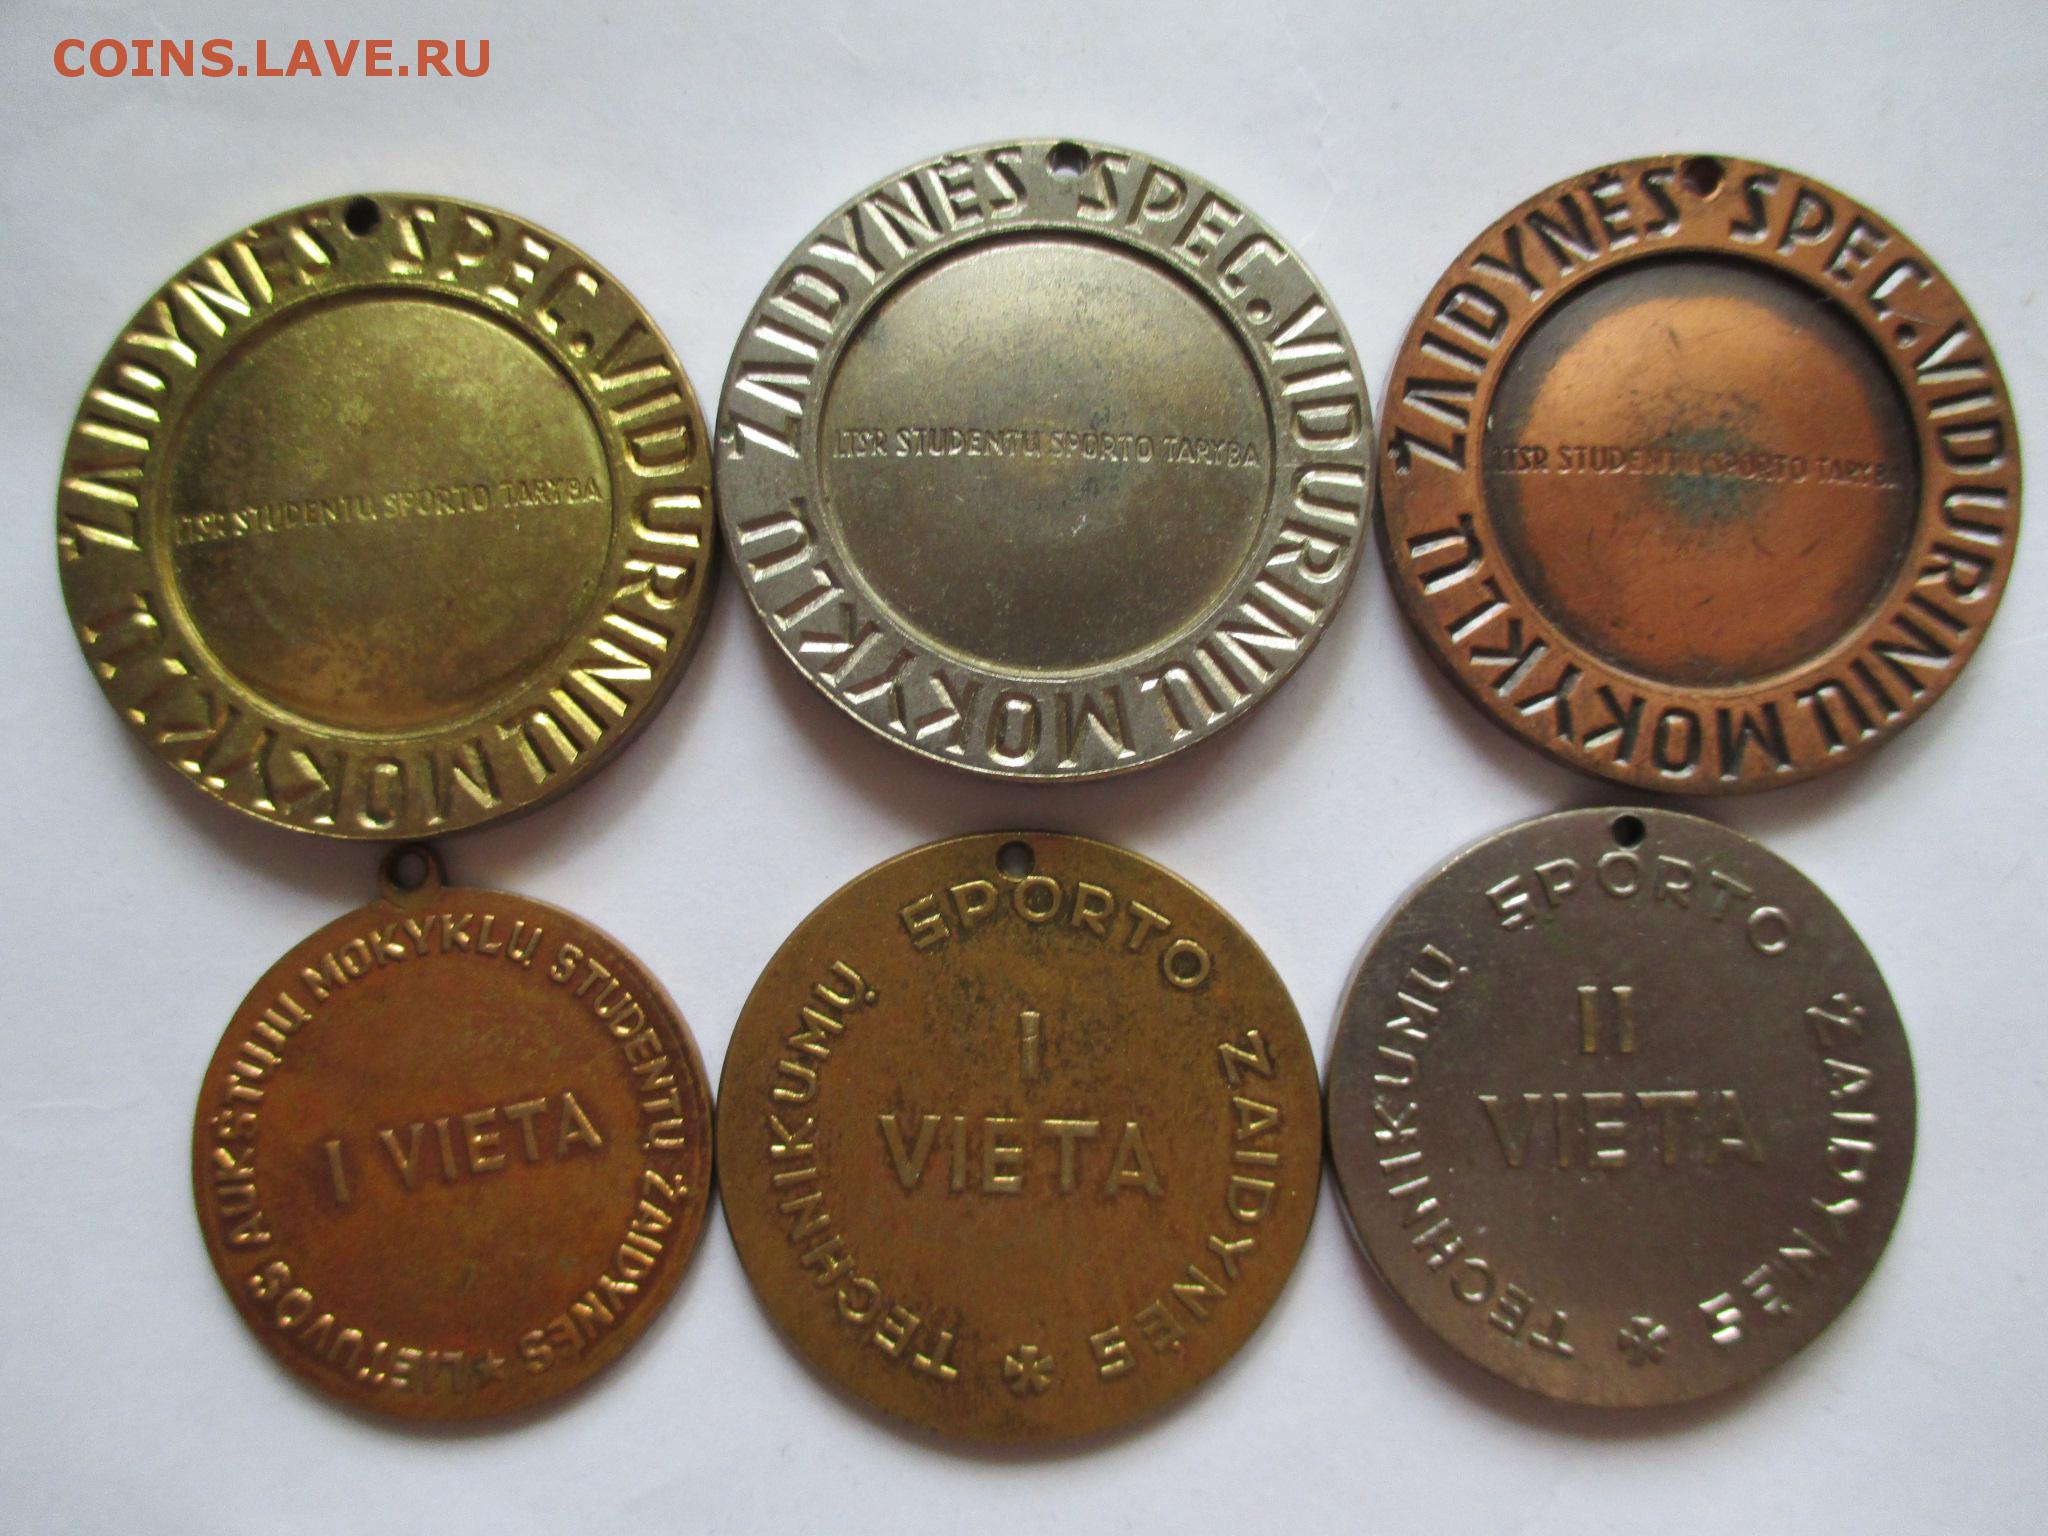 COINS.LAVE.RU
SPEC. VIDURINIŲ MOKYKLŲ ŽAIDYNĖS
LTSR STUDENTŲ SPORTO TARYBA
SPEC. VIDURINIŲ MOKYKLŲ ŽAIDYNĖS
LTSR STUDENTŲ SPORTO TARYBA
SPEC. VIDURINIŲ MOKYKLŲ ŽAIDYNĖS
LTSR STUDENTŲ SPORTO TARYBA
LIETUVOS AUKŠTŲJŲ MOKYKLŲ STUDENTŲ ŽAIDYNĖS
I VIETA
TECHNIKUMŲ SPORTO ŽAIDYNĖS
I
VIETA
TECHNIKUMŲ SPORTO ŽAIDYNĖS
II
VIETA